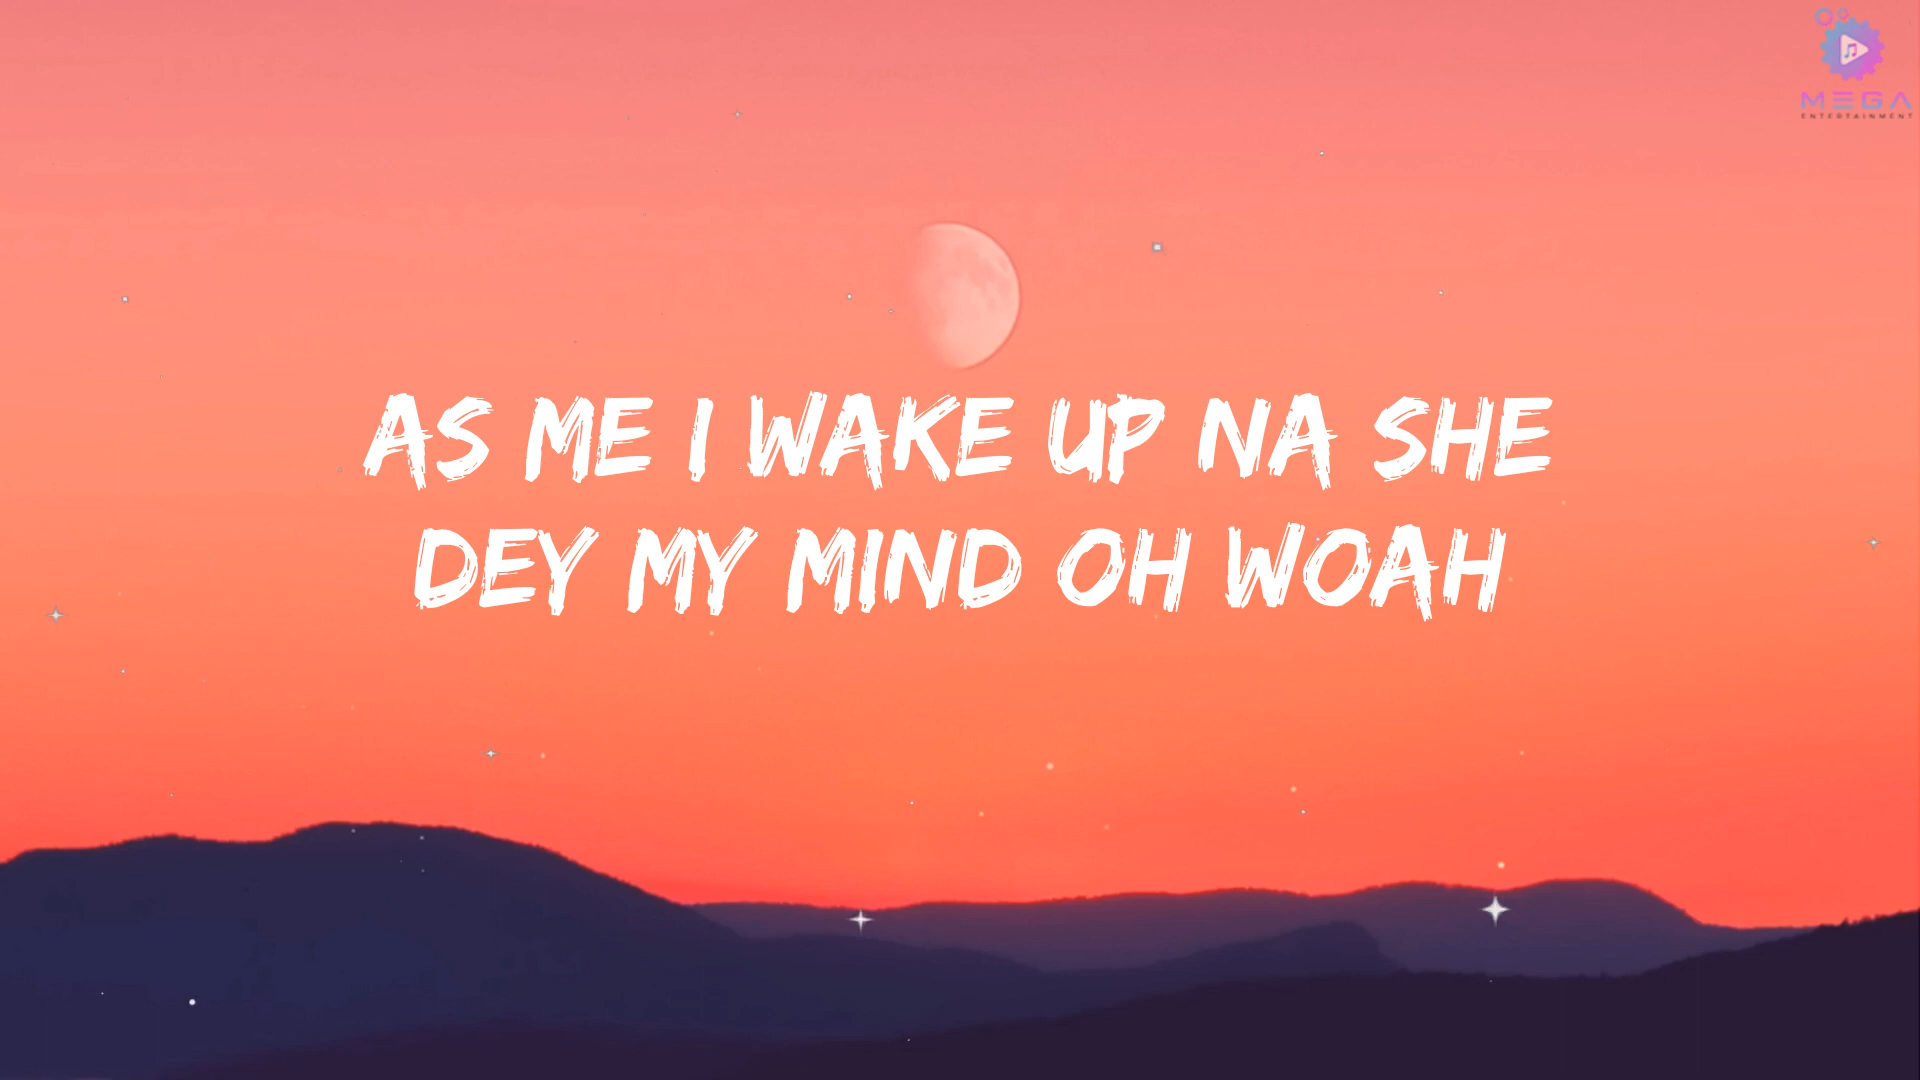 MEGA
ENTERTAINMENT
AS ME I WAKE UP NA SHE
DEY MY MIND OH WOAH